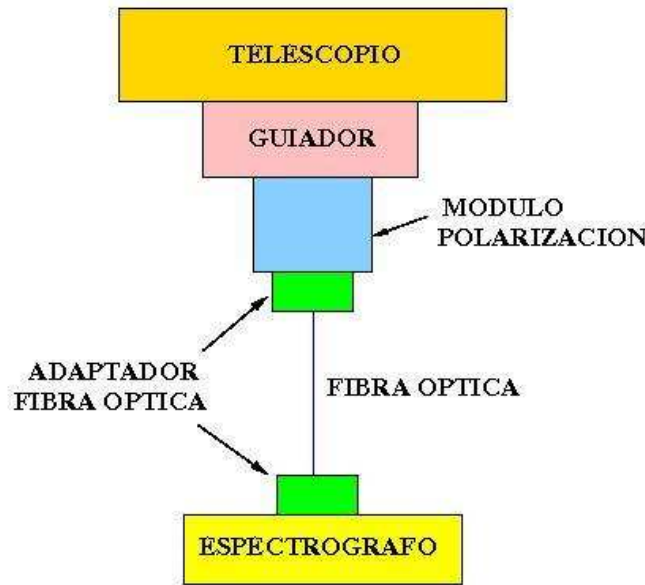 TELESCOPIO
GUIADOR
MODULO
POLARIZACION
ADAPTADOR
FIBRA OPTICA
FIBRA OPTICA
ESPECTROGRAFO